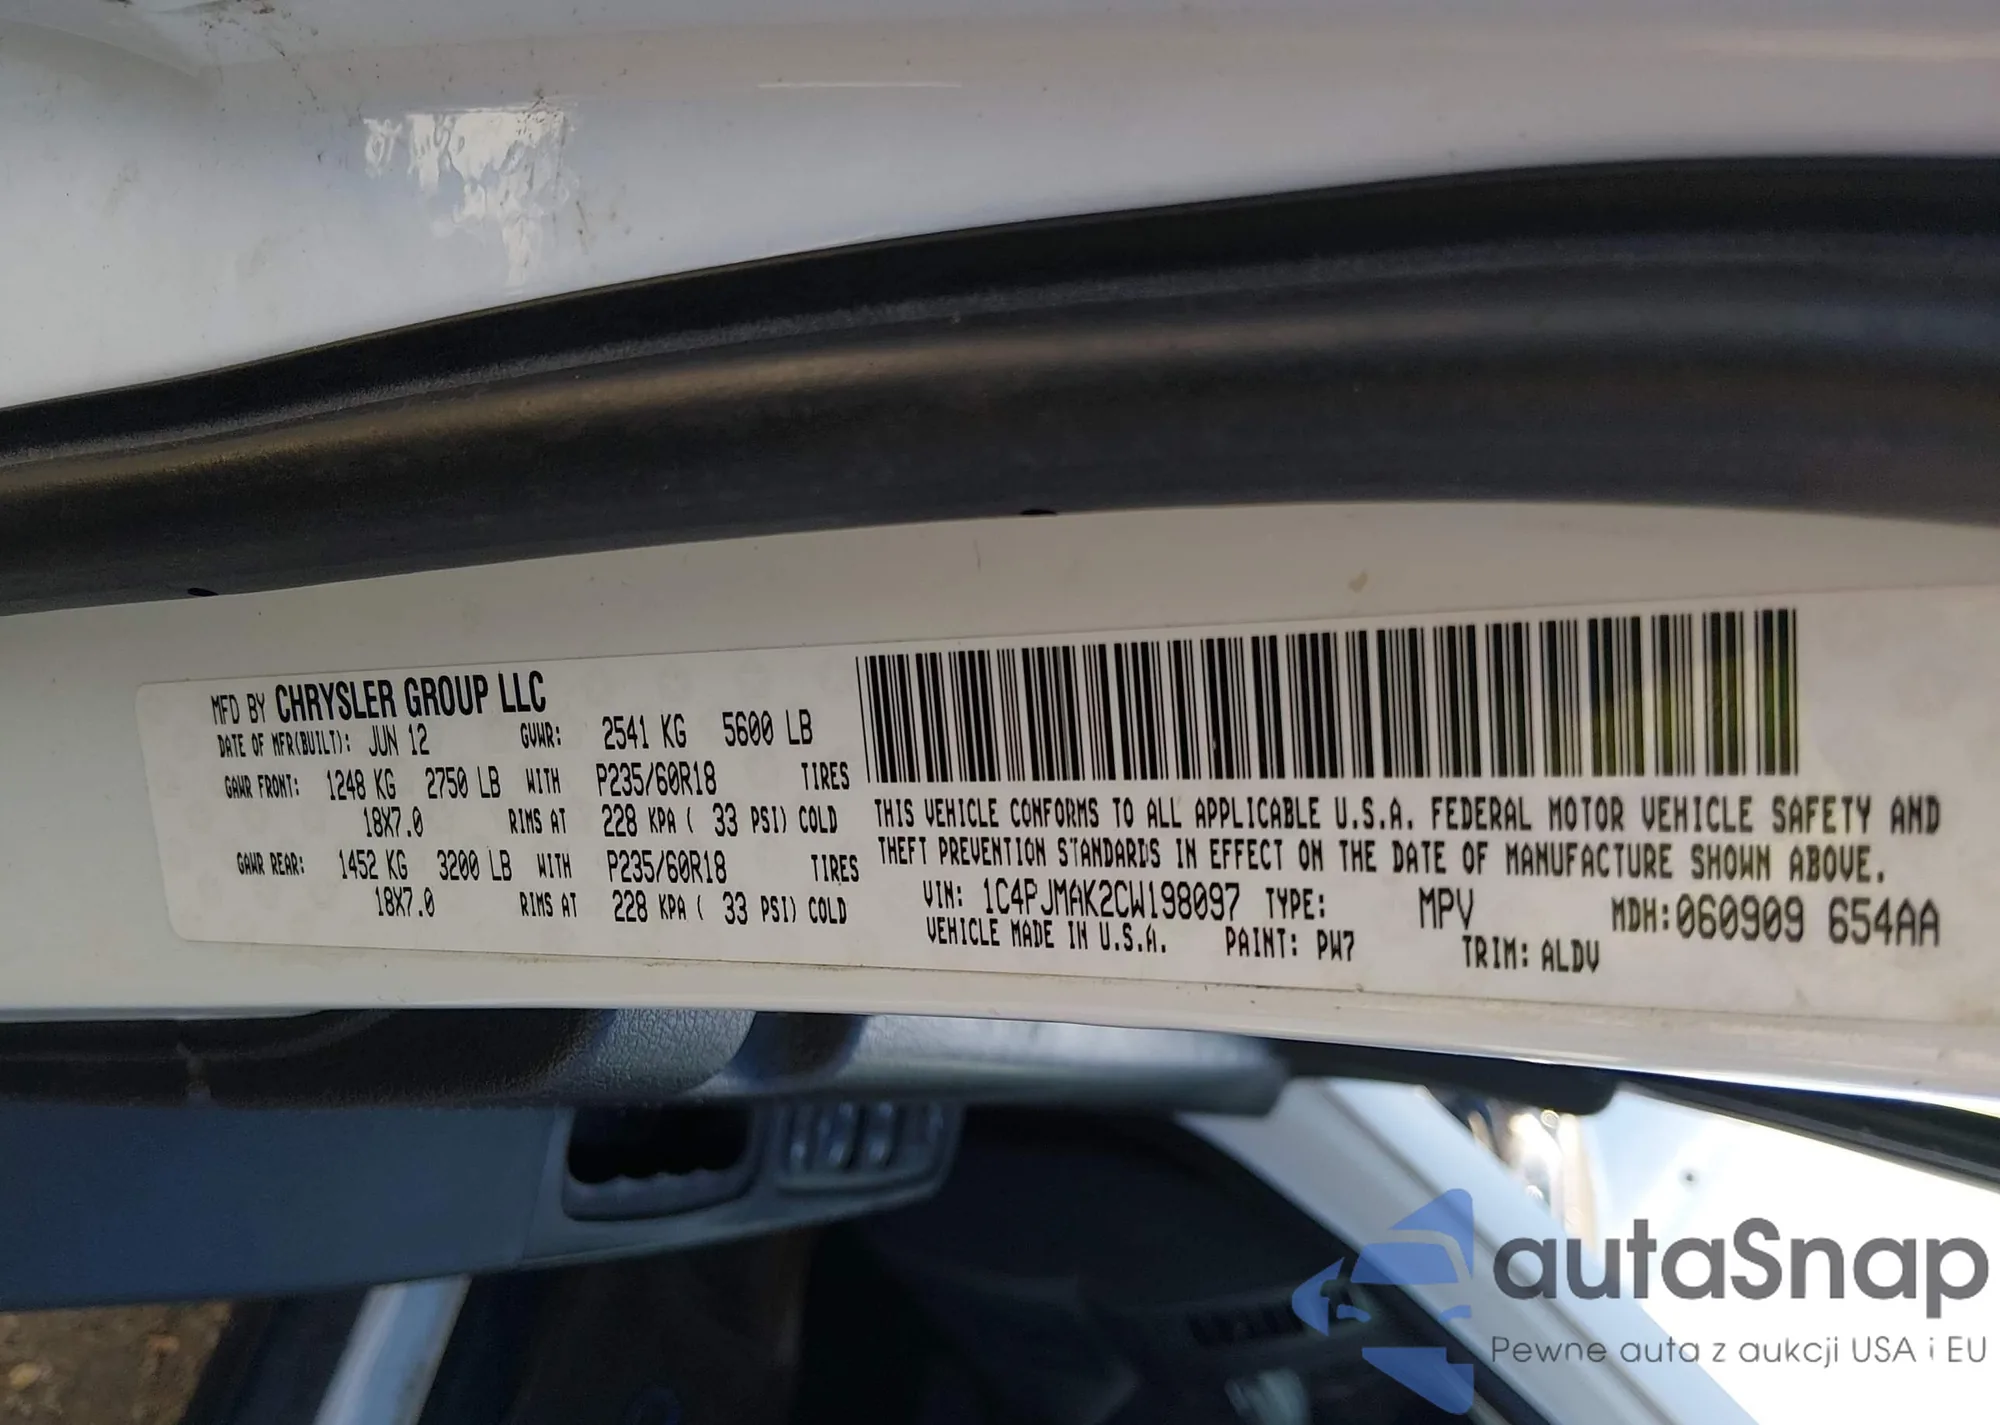 MFD BY CHRYSLER GROUP LLC
DATE OF MFR(BUILT): JUN 12 GVWR: 2541 KG 5600 LB
GAWR FRONT: 1248 KG 2750 LB WITH P235/60R18 TIRES
18X7.0 RIMS AT 228 KPA ( 33 PSI) COLD
GAWR REAR: 1452 KG 3200 LB WITH P235/60R18 TIRES
18X7.0 RIMS AT 228 KPA ( 33 PSI) COLD
THIS VEHICLE CONFORMS TO ALL APPLICABLE U.S.A. FEDERAL MOTOR VEHICLE SAFETY AND
THEFT PREVENTION STANDARDS IN EFFECT ON THE DATE OF MANUFACTURE SHOWN ABOVE.
VIN: 1C4PJMAK2CW198097 TYPE: MPV MDH:060909 654AA
VEHICLE MADE IN U.S.A. PAINT: PW7 TRIM: ALDV
autaSnap
Pewne auta z aukcji USA i EU